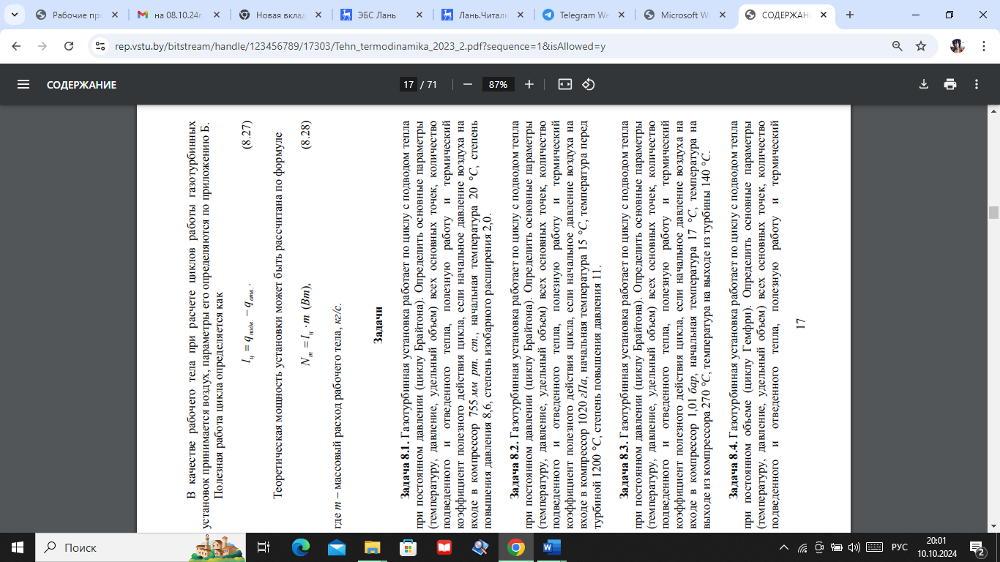 Рабочие про
на 08.10.24г.
Новая вклад
ЭБС Лань
Лань.Читалк
Telegram We
Microsoft W
СОДЕРЖАНИ
rep.vstu.by/bitstream/handle/123456789/17303/Tehn_termodinamika_2023_2.pdf?sequence=1&isAllowed=y
СОДЕРЖАНИЕ
17 / 71
87%
В качестве рабочего тела при расчете циклов работы газотурбинных
установок принимается воздух, параметры его определяются по приложению Б.
Полезная работа цикла определяется как
l ц = q подв. − q отв. . (8.27)
Теоретическая мощность установки может быть рассчитана по формуле
N т = l ц · m (Вт), (8.28)
где m – массовый расход рабочего тела, кг/с.
Задачи
Задача 8.1. Газотурбинная установка работает по циклу с подводом тепла
при постоянном давлении (циклу Брайтона). Определить основные параметры
(температуру, давление, удельный объем) всех основных точек, количество
подведенного и отведенного тепла, полезную работу и термический
коэффициент полезного действия цикла, если начальное давление воздуха на
входе в компрессор 755 мм рт. ст., начальная температура 20 °С, степень
повышения давления 8,6, степень изобарного расширения 2,0.
Задача 8.2. Газотурбинная установка работает по циклу с подводом тепла
при постоянном давлении (циклу Брайтона). Определить основные параметры
(температуру, давление, удельный объем) всех основных точек, количество
подведенного и отведенного тепла, полезную работу и термический
коэффициент полезного действия цикла, если начальное давление воздуха на
входе в компрессор 1020 гПа, начальная температура 15 °С, температура перед
турбиной 1200 °С, степень повышения давления 11.
Задача 8.3. Газотурбинная установка работает по циклу с подводом тепла
при постоянном давлении (циклу Брайтона). Определить основные параметры
(температуру, давление, удельный объем) всех основных точек, количество
подведенного и отведенного тепла, полезную работу и термический
коэффициент полезного действия цикла, если начальное давление воздуха на
входе в компрессор 1,01 бар, начальная температура 17 °С, температура на
выходе из компрессора 270 °С, температура на выходе из турбины 140 °С.
Задача 8.4. Газотурбинная установка работает по циклу с подводом тепла
при постоянном объеме (циклу Гемфри). Определить основные параметры
(температуру, давление, удельный объем) всех основных точек, количество
подведенного и отведенного тепла, полезную работу и термический
17
Поиск
РУС
20:01
10.10.2024
2